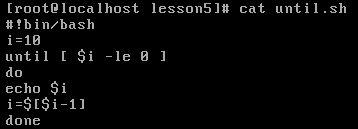 [root@localhost lesson5]# cat until.sh
#!bin/bash
i=10
until [ $i -le 0 ]
do
echo $i
i=$[$i-1]
done